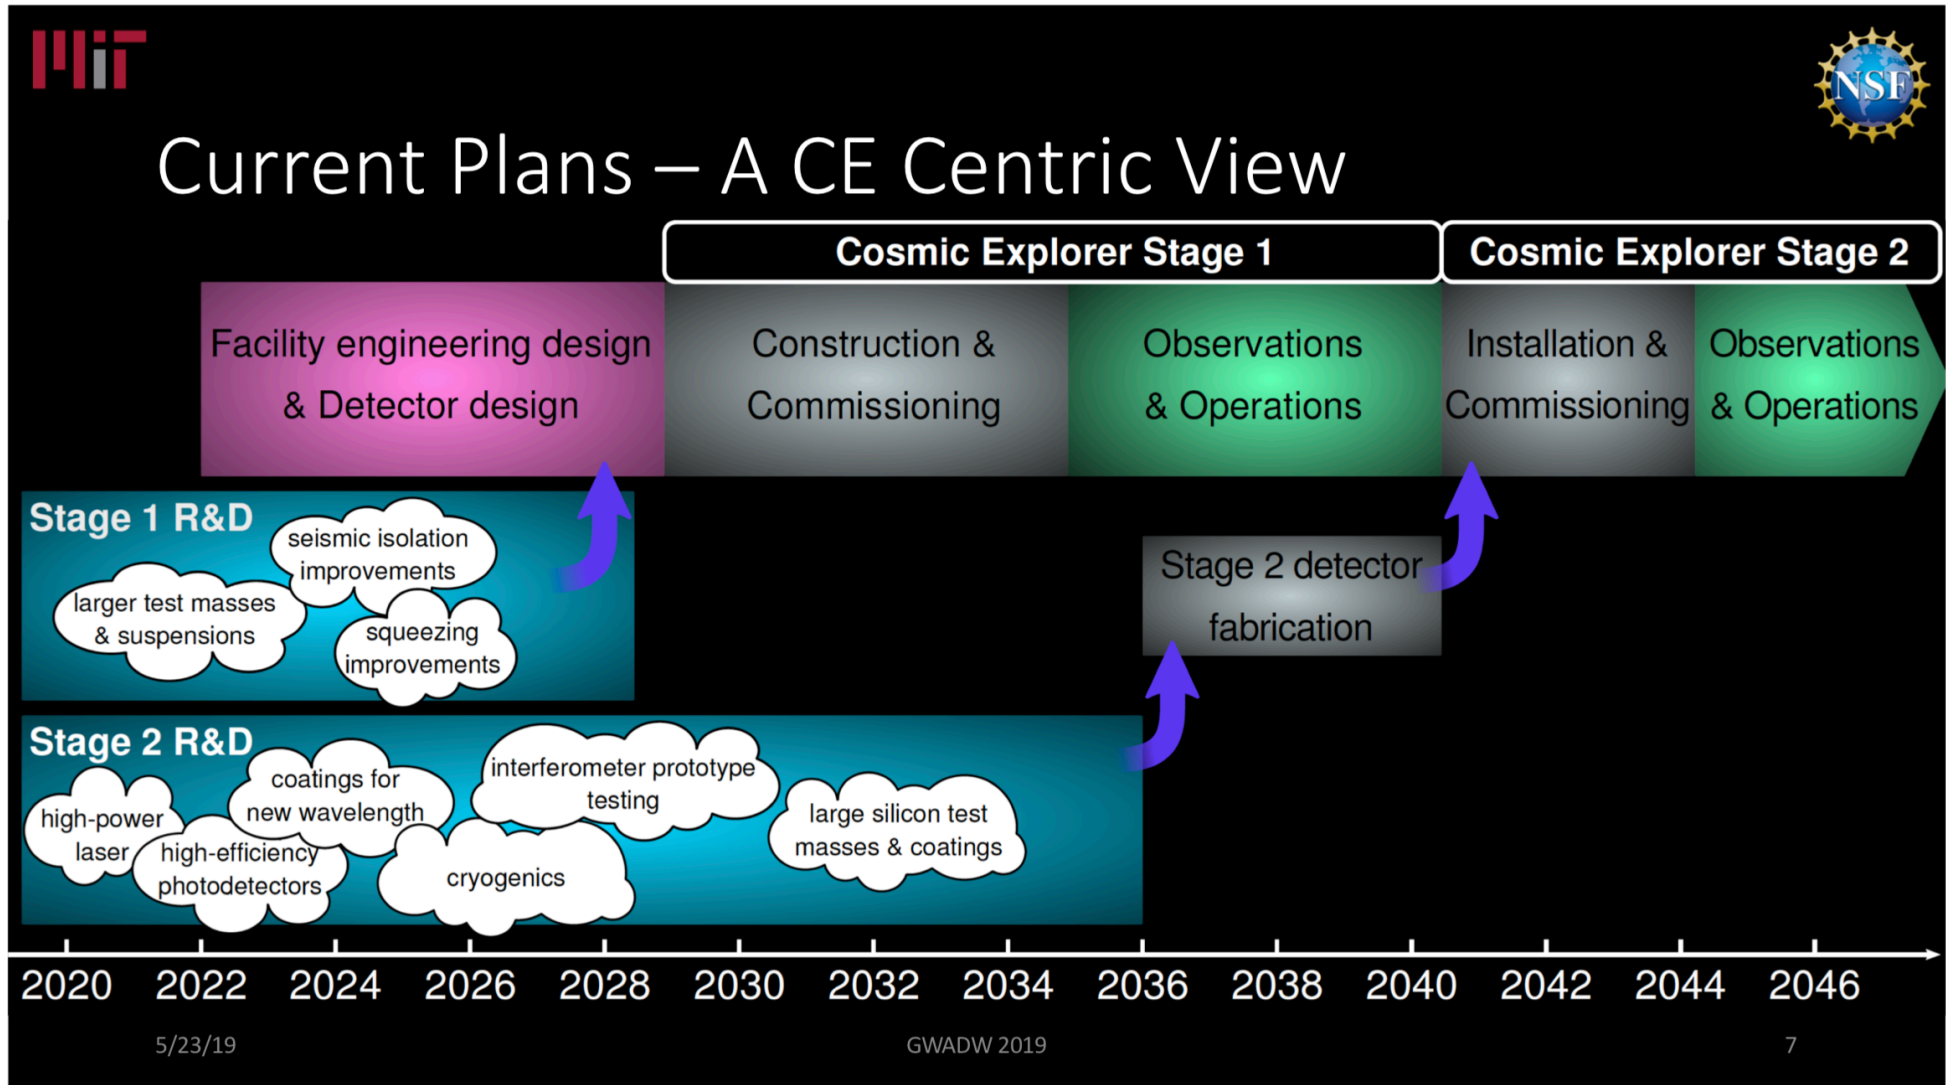 MIT
NSF
Current Plans – A CE Centric View
Cosmic Explorer Stage 1
Cosmic Explorer Stage 2
Facility engineering design
& Detector design
Construction &
Commissioning
Observations
& Operations
Installation &
Commissioning
Observations
& Operations
Stage 1 R&D
seismic isolation
improvements
larger test masses
& suspensions
squeezing
improvements
Stage 2 detector
fabrication
Stage 2 R&D
high-power
laser
high-efficiency
photodetectors
coatings for
new wavelength
cryogenics
interferometer prototype
testing
large silicon test
masses & coatings
2020 2022 2024 2026 2028 2030 2032 2034 2036 2038 2040 2042 2044 2046
5/23/19
GWADW 2019
7